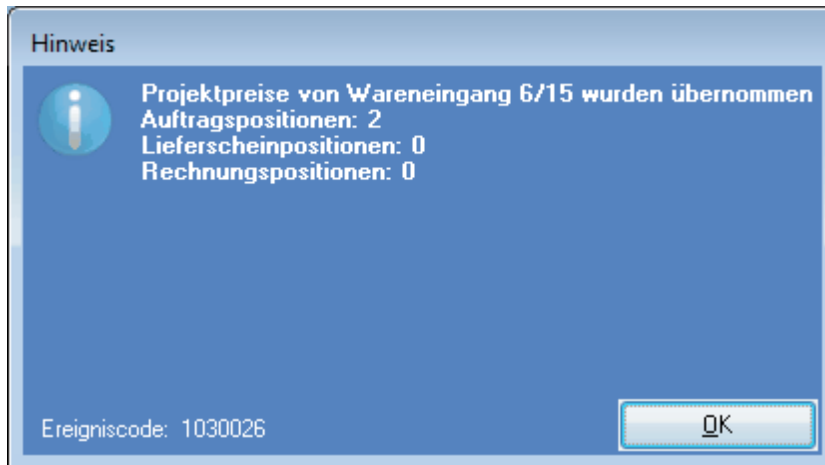 Hinweis
Projektpreise von Wareneingang 6/15 wurden übernommen
Auftragspositionen: 2
Lieferscheinpositionen: 0
Rechnungspositionen: 0
Ereigniscode: 1030026
OK